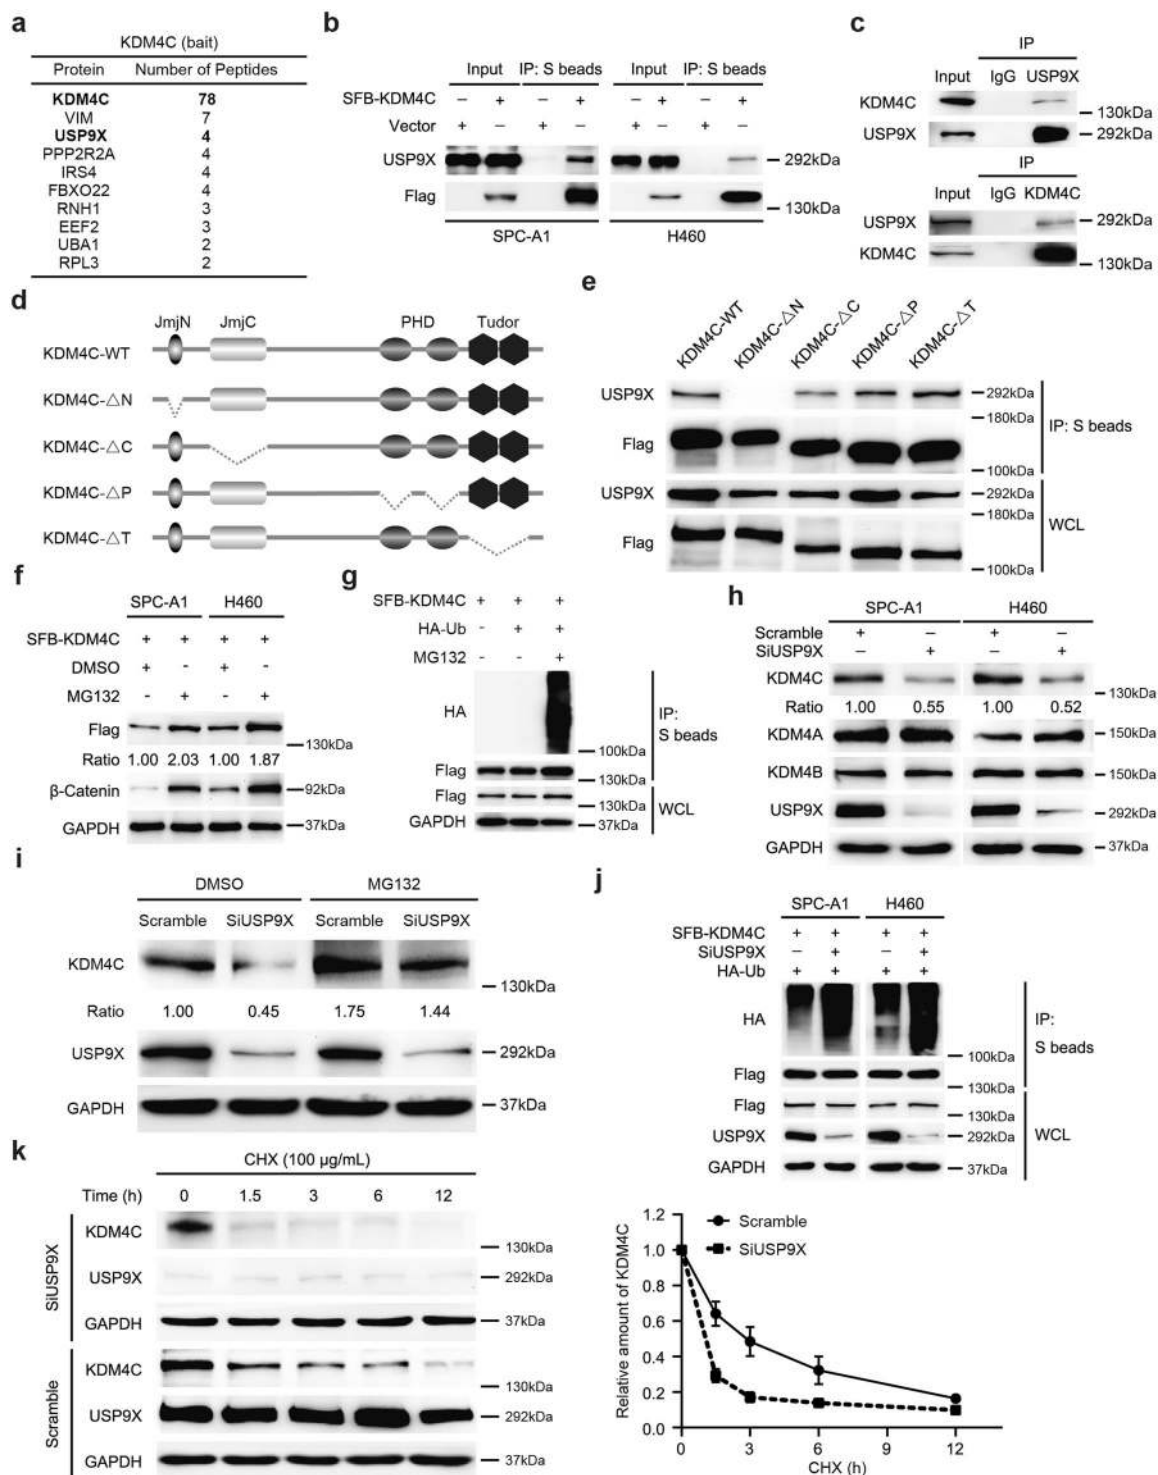 a
KDM4C (bait)
Protein Number of Peptides
KDM4C 78
VIM 7
USP9X 4
PPP2R2A 4
IRS4 4
FBXO22 4
RNH1 3
EEF2 3
UBA1 2
RPL3 2
b
Input IP: S beads Input IP: S beads
SFB-KDM4C – + – + – + – +
Vector + – + – + – + –
USP9X 292kDa
Flag 130kDa
SPC-A1 H460
c
IP
Input IgG USP9X
KDM4C 130kDa
USP9X 292kDa
IP
Input IgG KDM4C
USP9X 292kDa
KDM4C 130kDa
d
JmjN JmjC PHD Tudor
KDM4C-WT
KDM4C-△N
KDM4C-△C
KDM4C-△P
KDM4C-△T
e
KDM4C-WT KDM4C-△N KDM4C-△C KDM4C-△P KDM4C-△T
USP9X 292kDa
180kDa
Flag IP: S beads
100kDa
USP9X 292kDa
180kDa
Flag WCL
100kDa
f
SPC-A1 H460
SFB-KDM4C + + + +
DMSO + - + -
MG132 - + - +
Flag 130kDa
Ratio 1.00 2.03 1.00 1.87
β-Catenin 92kDa
GAPDH 37kDa
g
SFB-KDM4C + + +
HA-Ub - + +
MG132 - - +
HA IP: S beads
100kDa
Flag 130kDa
Flag 130kDa
WCL
GAPDH 37kDa
h
SPC-A1 H460
Scramble + – + –
SiUSP9X – + – +
KDM4C 130kDa
Ratio 1.00 0.55 1.00 0.52
KDM4A 150kDa
KDM4B 150kDa
USP9X 292kDa
GAPDH 37kDa
i
DMSO MG132
Scramble SiUSP9X Scramble SiUSP9X
KDM4C 130kDa
Ratio 1.00 0.45 1.75 1.44
USP9X 292kDa
GAPDH 37kDa
j
SPC-A1 H460
SFB-KDM4C + + + +
SiUSP9X – + – +
HA-Ub + + + +
HA IP: S beads
100kDa
Flag 130kDa
Flag 130kDa
USP9X 292kDa WCL
GAPDH 37kDa
k
CHX (100 μg/mL)
Time (h) 0 1.5 3 6 12
SiUSP9X
KDM4C 130kDa
USP9X 292kDa
GAPDH 37kDa
Scramble
KDM4C 130kDa
USP9X 292kDa
GAPDH 37kDa
Relative amount of KDM4C
1.2
1.0
0.8
0.6
0.4
0.2
0.0
Scramble
SiUSP9X
0 3 6 9 12
CHX (h)